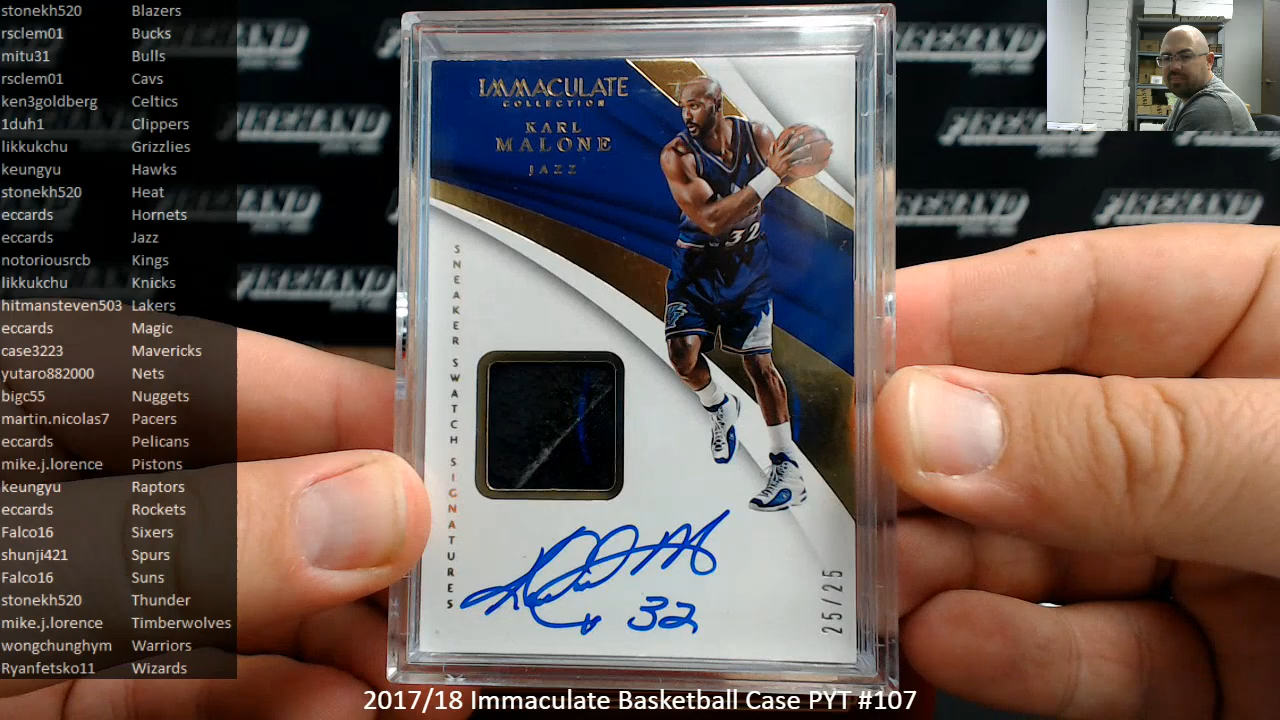 stonekh520 Blazers
rsclem01 Bucks
mitu31 Bulls
rsclem01 Cavs
ken3goldberg Celtics
1duh1 Clippers
likkukchu Grizzlies
keungyu Hawks
stonekh520 Heat
eccards Hornets
eccards Jazz
notoriousrcb Kings
likkukchu Knicks
hitmansteven503 Lakers
eccards Magic
case3223 Mavericks
yutaro882000 Nets
bigc55 Nuggets
martin.nicolas7 Pacers
eccards Pelicans
mike.j.lorence Pistons
keungyu Raptors
eccards Rockets
Falco16 Sixers
shunji421 Spurs
Falco16 Suns
stonekh520 Thunder
mike.j.lorence Timberwolves
wongchunghym Warriors
Ryanfetsko11 Wizards
IMMACULATE
COLLECTION
KARL
MALONE
JAZZ
32
SNEAKER SWATCH SIGNATURES
32
25/25
FIREHAND
2017/18 Immaculate Basketball Case PYT #107